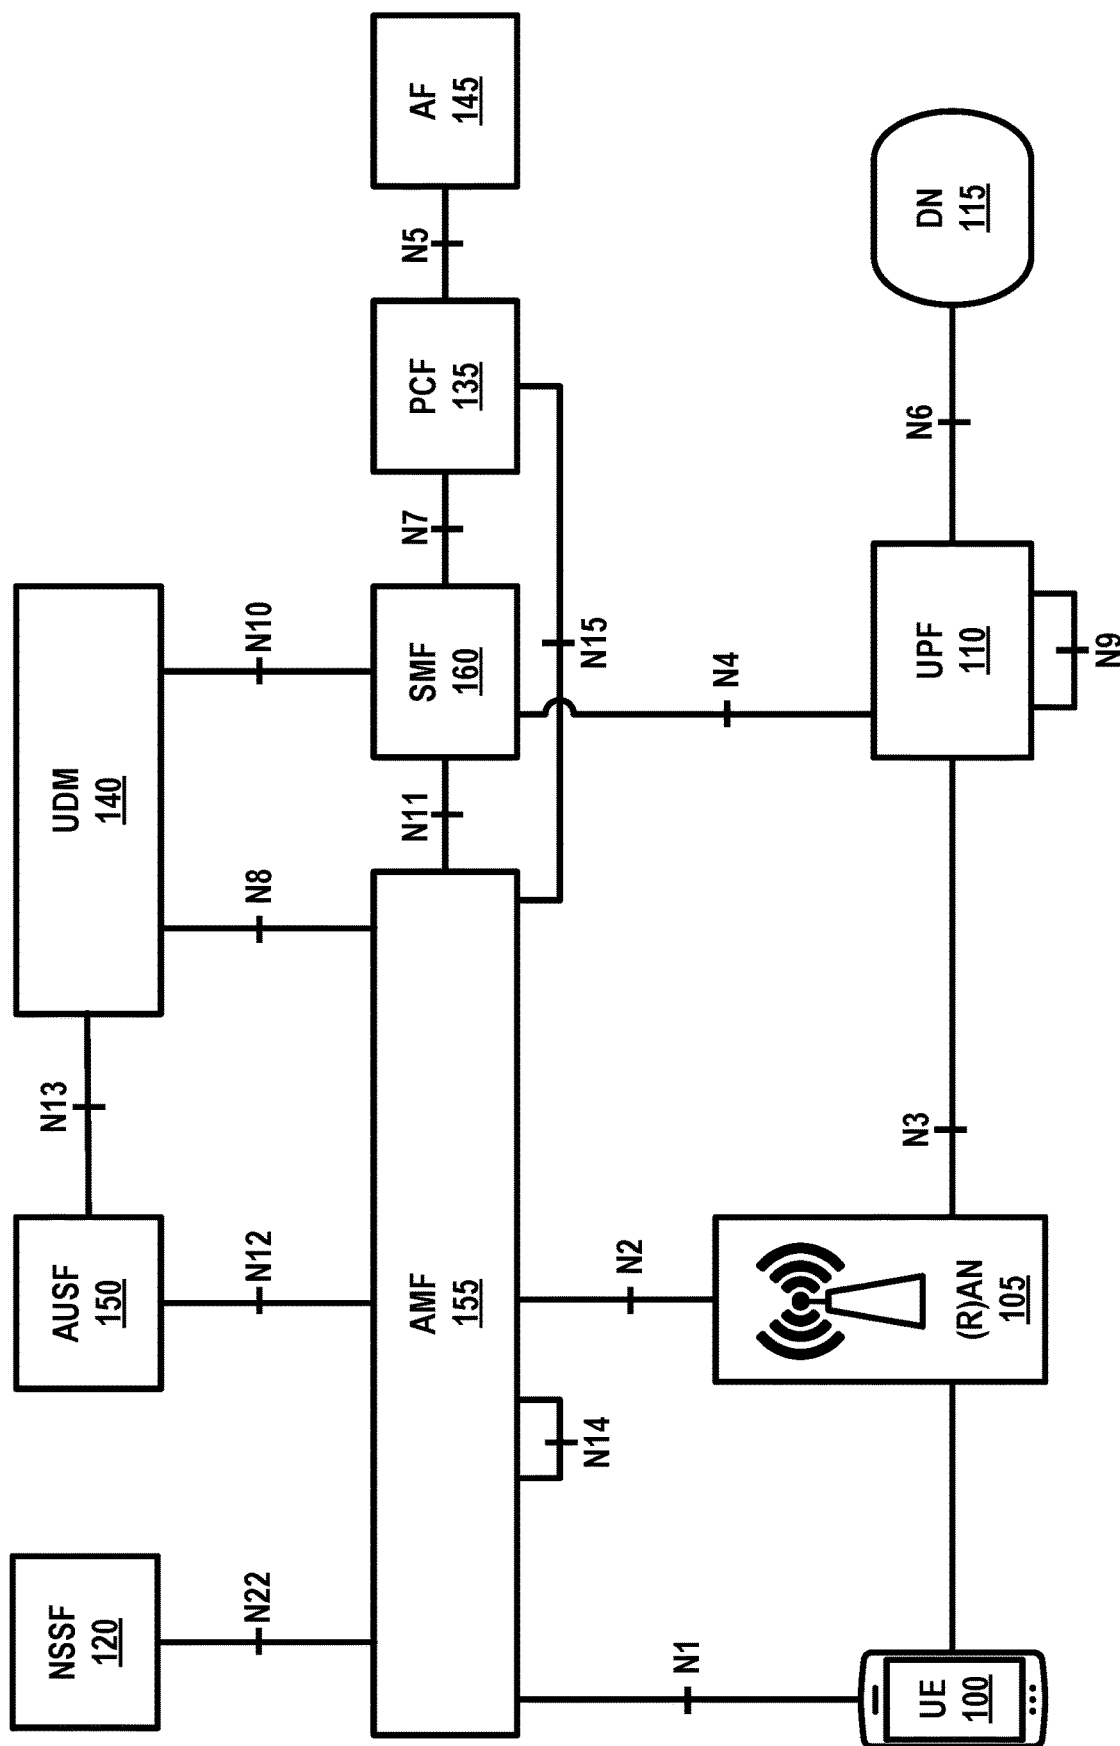 NSSF
120
AUSF
150
N13
UDM
140
N22
N12
N8
N10
AMF
155
N11
SMF
160
N7
PCF
135
N5
AF
145
N14
N15
N1
N2
N4
UE
100
(R)AN
105
N3
UPF
110
N6
DN
115
N9